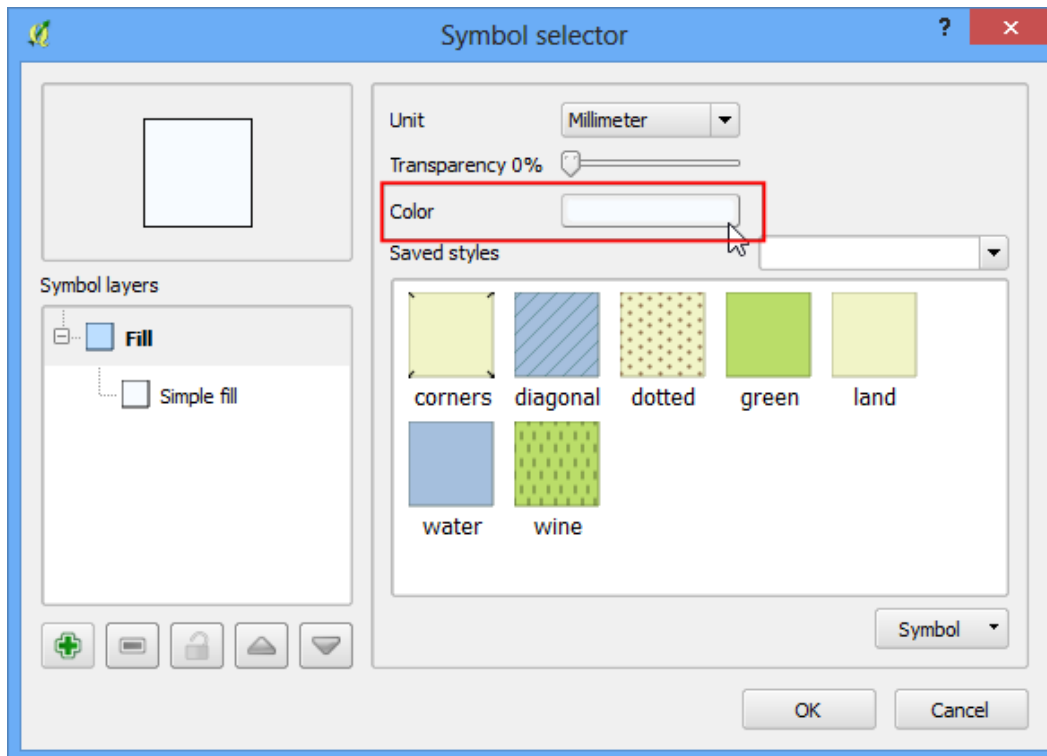 Symbol selector
?
Unit
Millimeter
Transparency 0%
Color
Saved styles
Symbol layers
Fill
Simple fill
corners diagonal dotted green land
water wine
Symbol
OK Cancel